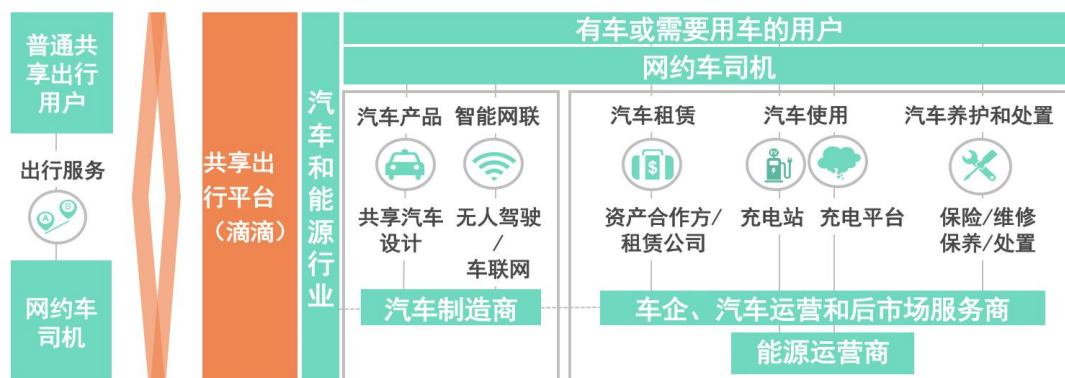 普通共
享出行
用户
出行服务
A
B
网约车
司机
共享出
行平台
（滴滴）
汽
车
和
能
源
行
业
有车或需要用车的用户
网约车司机
汽车产品
智能网联
共享汽车
设计
无人驾驶
/
车联网
汽车制造商
汽车租赁
汽车使用
汽车养护和处置
$
资产合作方/
租赁公司
充电站
充电平台
保险/维修
保养/处置
车企、汽车运营和后市场服务商
能源运营商